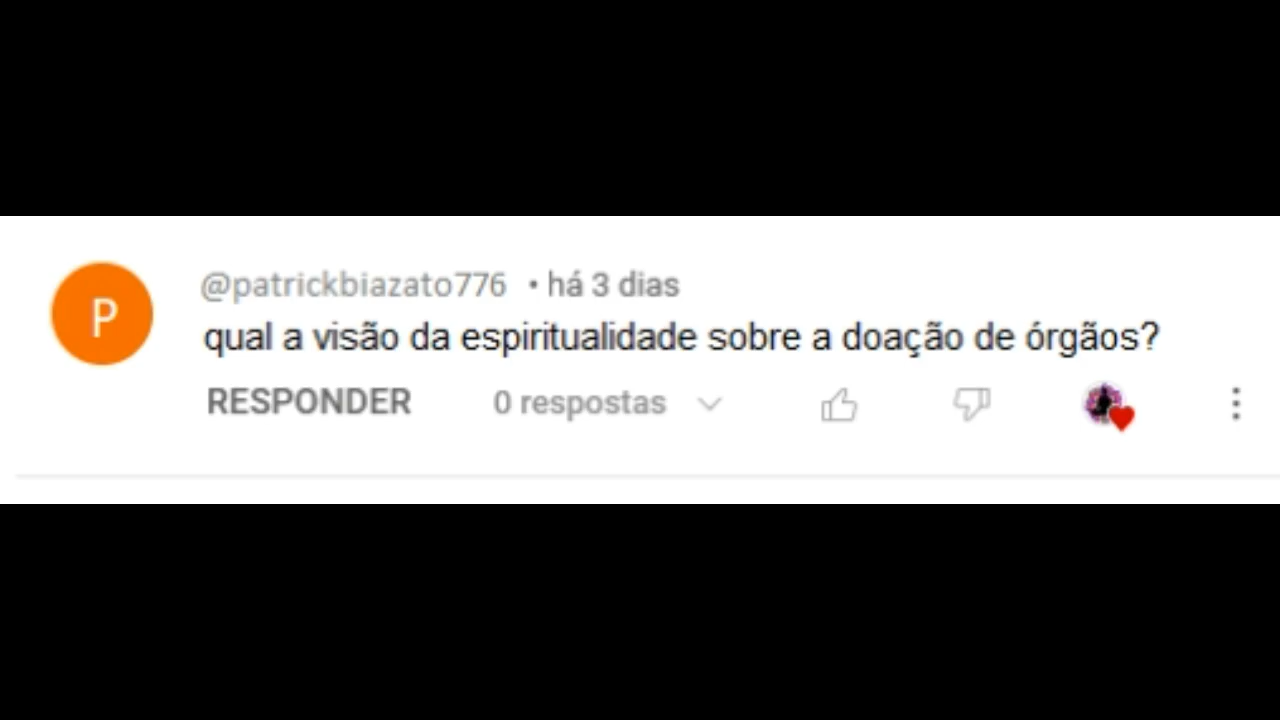 P
@patrickbiazato776 • há 3 dias
qual a visão da espiritualidade sobre a doação de órgãos?
RESPONDER 0 respostas